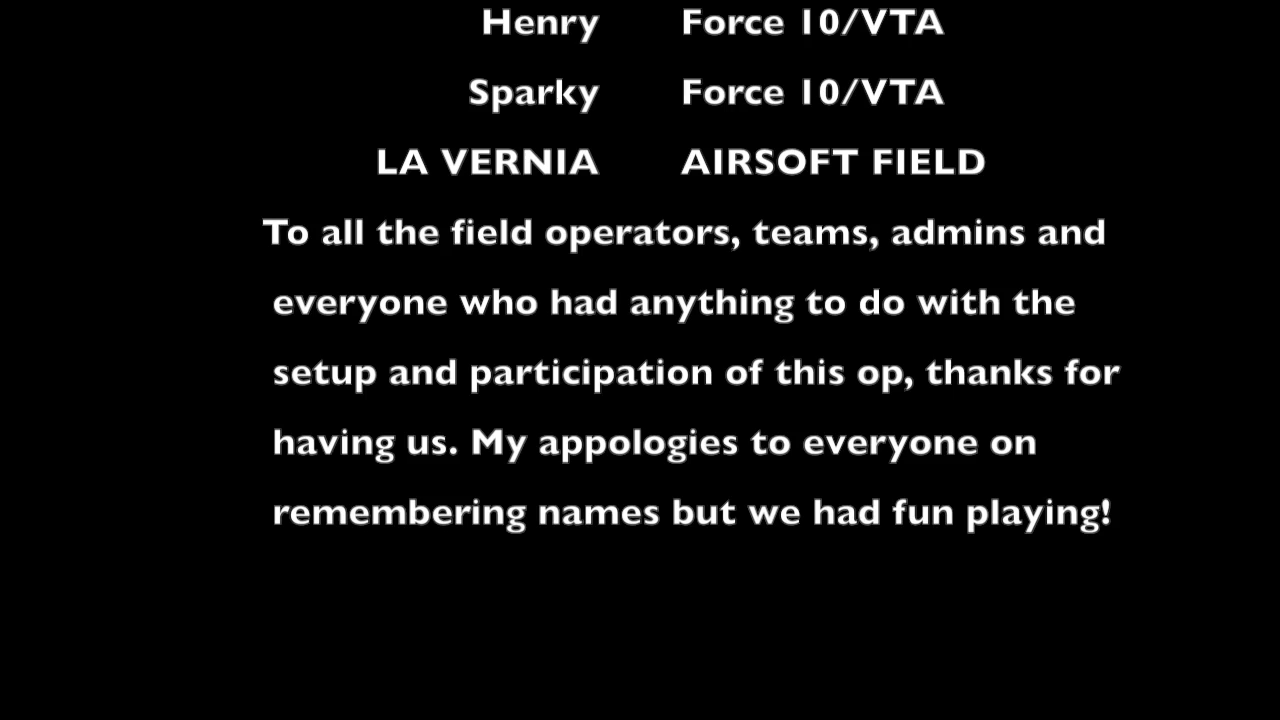 Henry Force 10/VTA
Sparky Force 10/VTA
LA VERNIA AIRSOFT FIELD
To all the field operators, teams, admins and
everyone who had anything to do with the
setup and participation of this op, thanks for
having us. My appologies to everyone on
remembering names but we had fun playing!